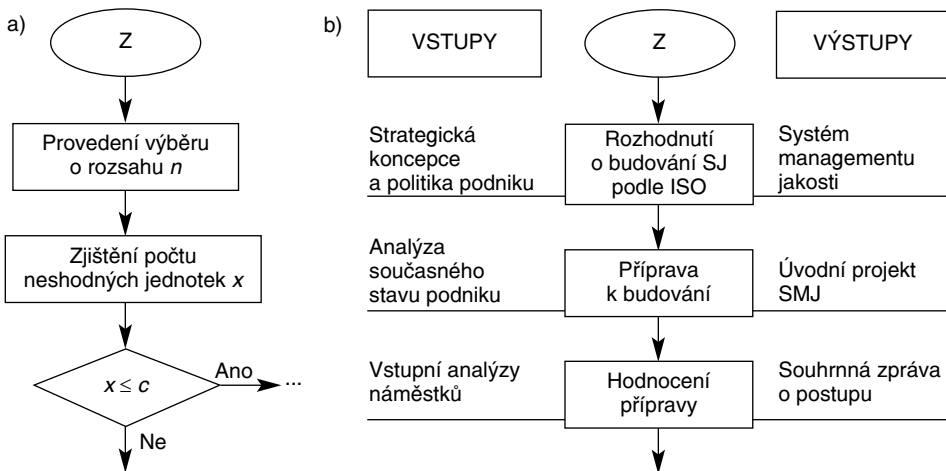 a)
Z
Provedení výběru
o rozsahu n
Zjištění počtu
neshodných jednotek x
x ≤ c
Ano
...
Ne
b)
VSTUPY
Z
VÝSTUPY
Strategická
koncepce
a politika podniku
Rozhodnutí
o budování SJ
podle ISO
Systém
managementu
jakosti
Analýza
současného
stavu podniku
Příprava
k budování
Úvodní projekt
SMJ
Vstupní analýzy
náměstků
Hodnocení
přípravy
Souhrnná zpráva
o postupu